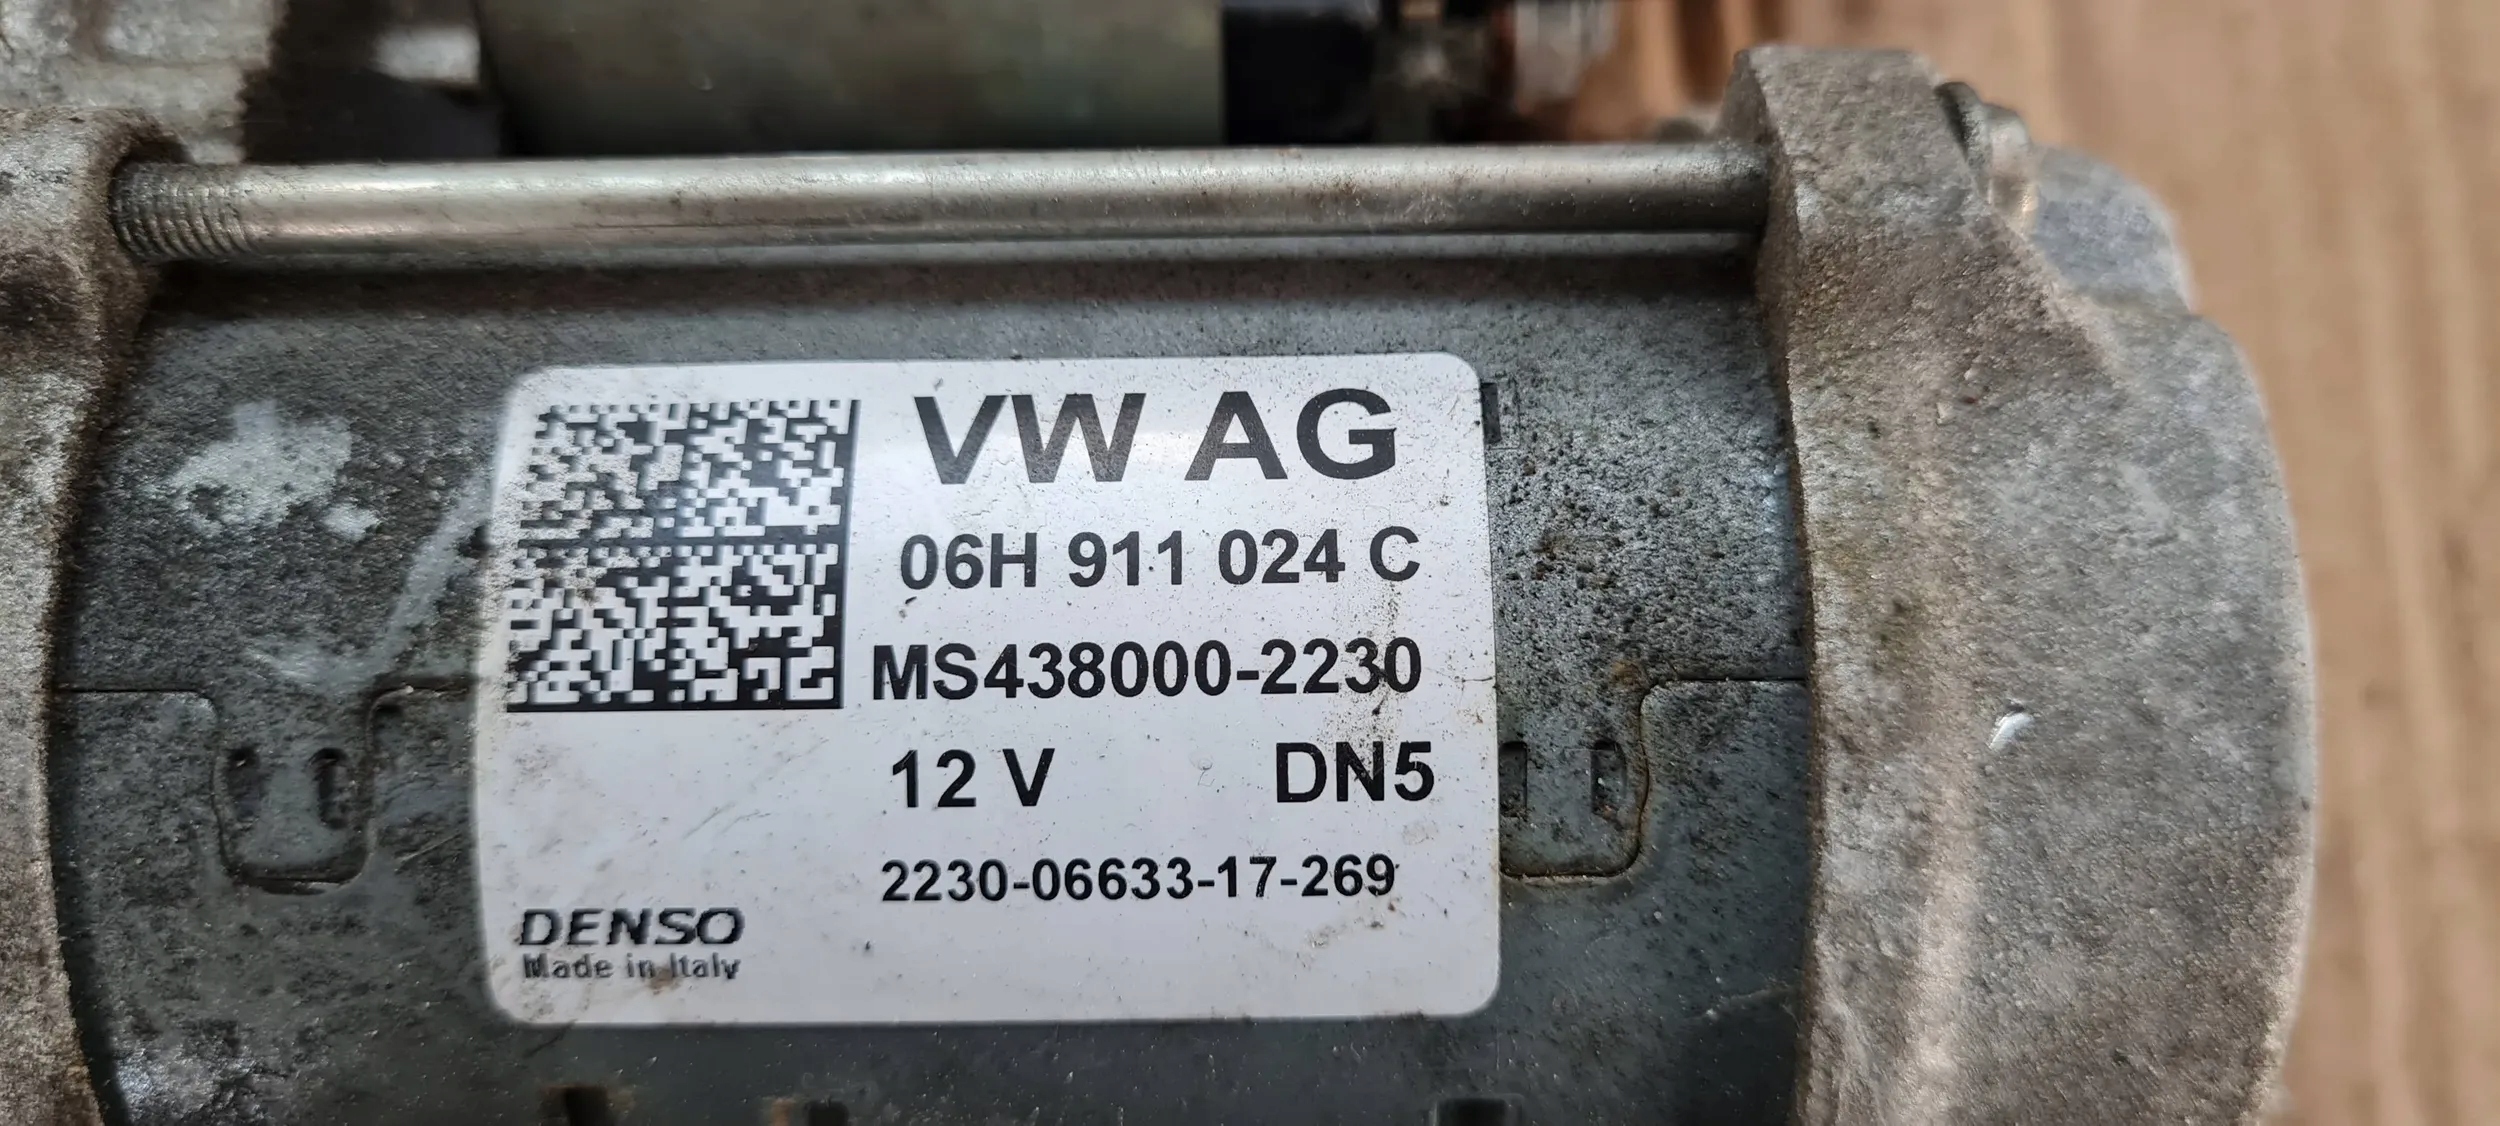 VW AG
06H 911 024 C
MS438000-2230
12 V DN5
2230-06633-17-269
DENSO
Made in Italy